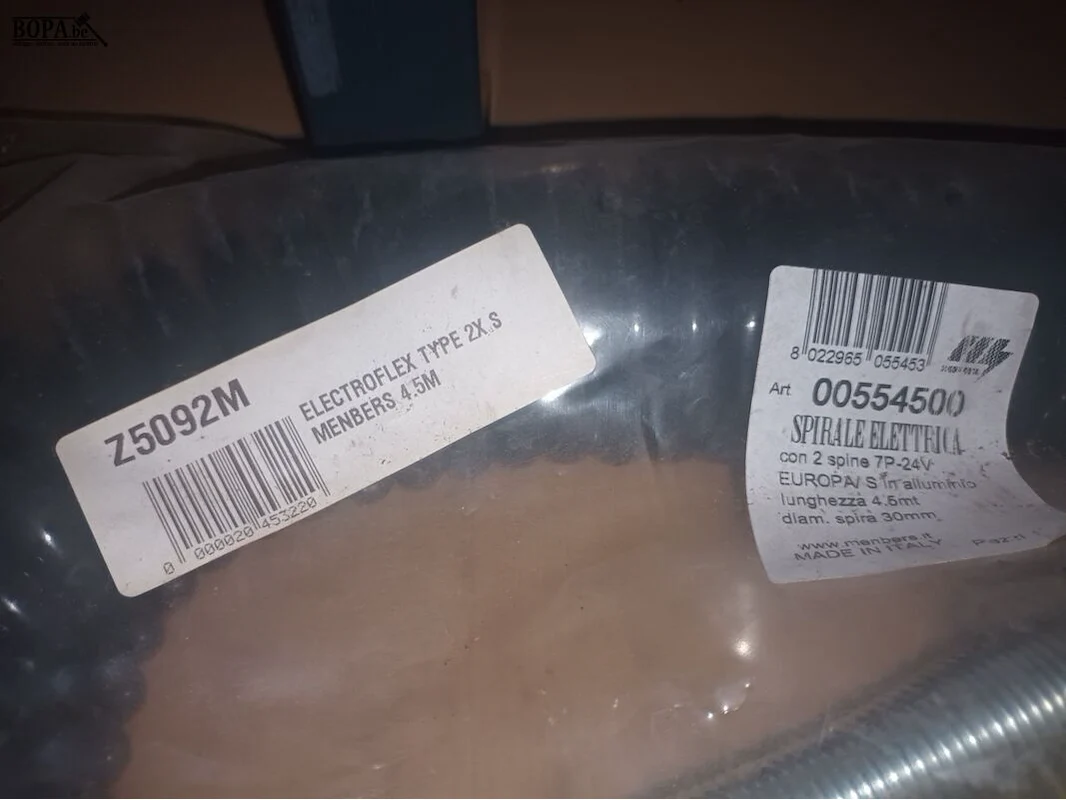 BOPA.be
Z5092M
ELECTROFLEX TYPE 2X.S
MENBERS 4.5M
0 000020 453220
8 022965 055453
Art. 00554500
SPIRALE ELETTRICA
con 2 spine 7P-24V
EUROPA/ S in alluminio
lunghezza 4.5mt
diam. spira 30mm
www.menbers.it
MADE IN ITALY